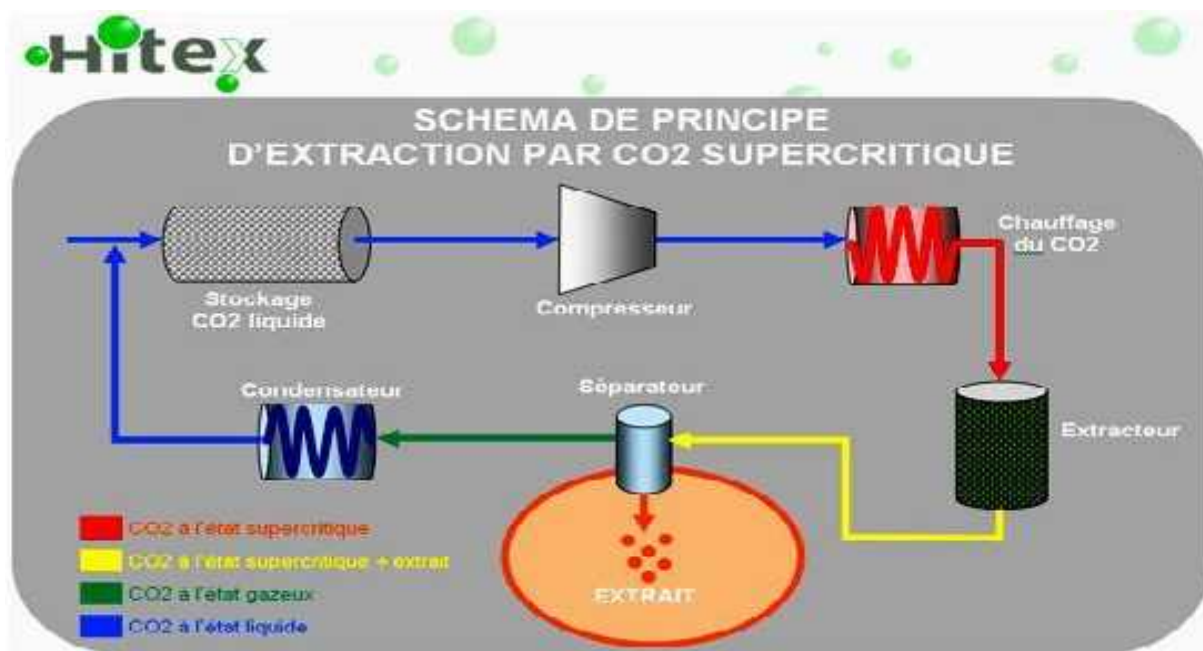 Hitex
SCHEMA DE PRINCIPE
D'EXTRACTION PAR CO2 SUPERCRITIQUE
Chauffage
du CO2
Stockage
CO2 liquide
Compresseur
Condensateur
Séparateur
Extracteur
CO2 à l'état supercritique
CO2 à l'état supercritique + extrait
CO2 à l'état gazeux
CO2 à l'état liquide
EXTRAIT